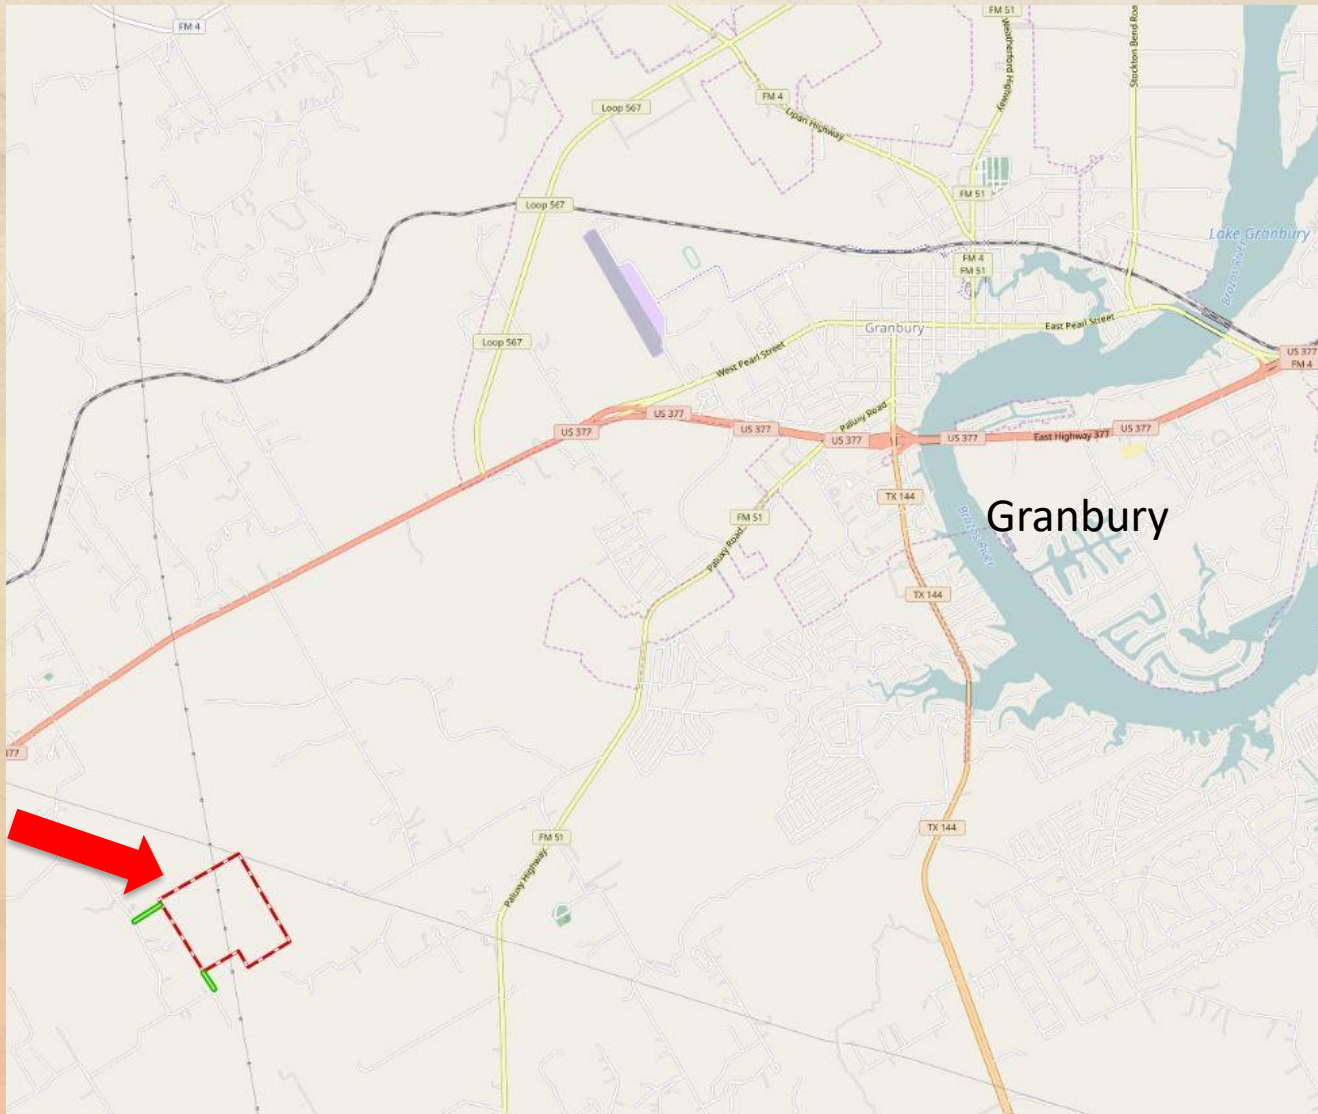 FM 4
FM 51
Weatherford Highway
Stockton Bend Roa
Loop 567
FM 4
Lipan Highway
FM 51
Loop 567
Lake Granbury
Brazos River
FM 4
FM 51
Granbury
East Pearl Street
Loop 567
West Pearl Street
US 377
FM 4
US 377
Paluxy Road
US 377
US 377
US 377
US 377
East Highway 377
US 377
TX 144
Granbury
FM 51
Brazos River
Paluxy Road
TX 144
377
TX 144
FM 51
Paluxy Highway